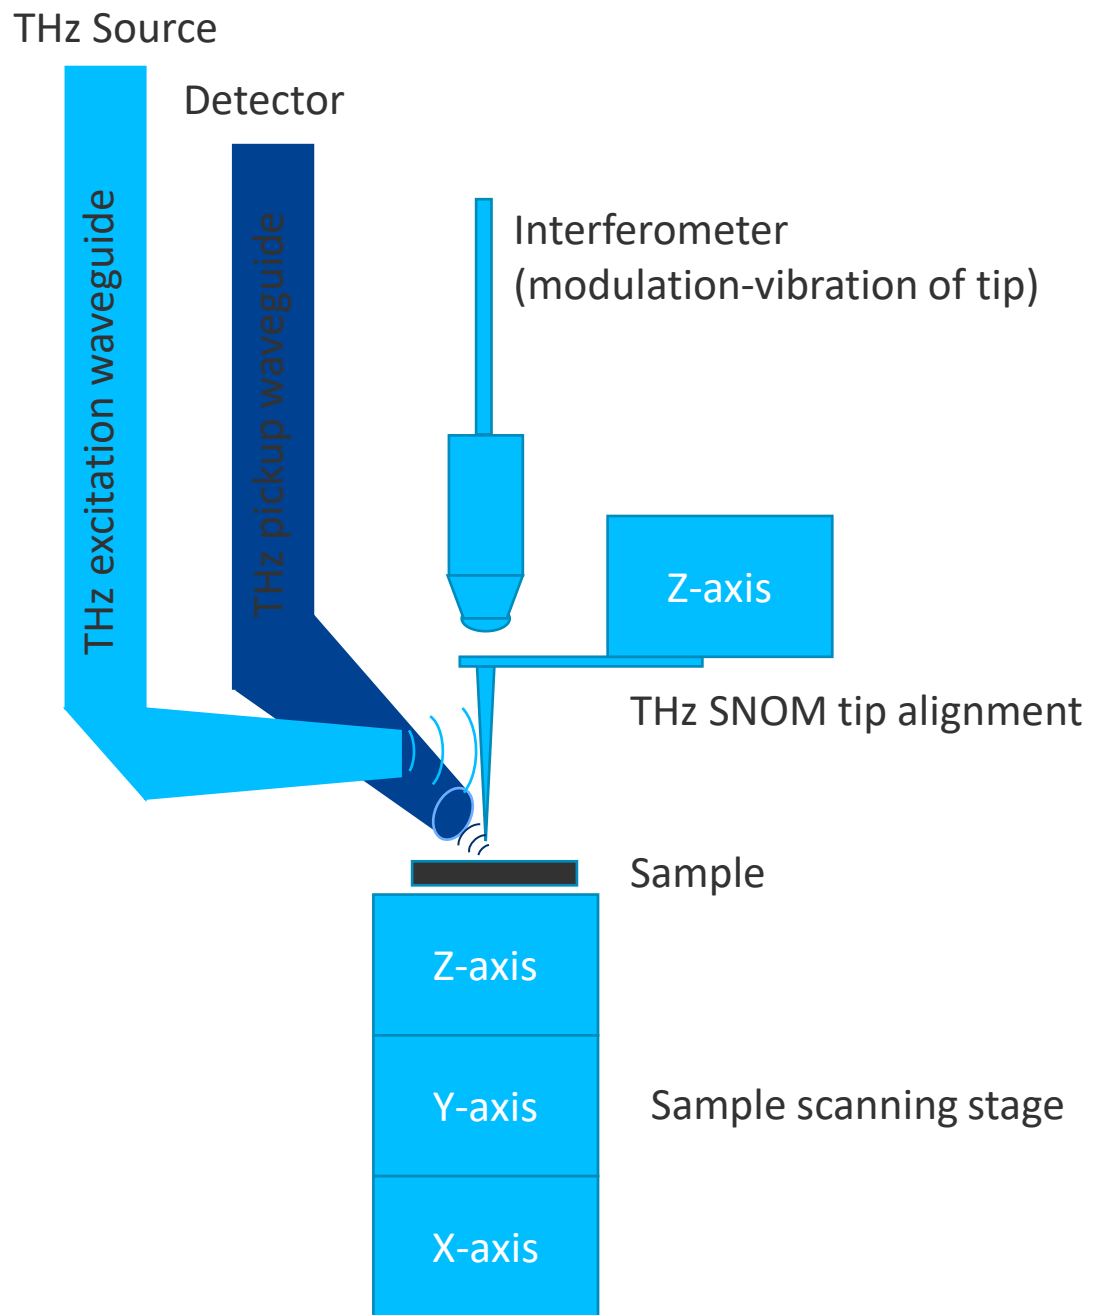 THz Source
Detector
THz excitation waveguide
THz pickup waveguide
Interferometer
(modulation-vibration of tip)
Z-axis
THz SNOM tip alignment
Sample
Z-axis
Y-axis
Sample scanning stage
X-axis